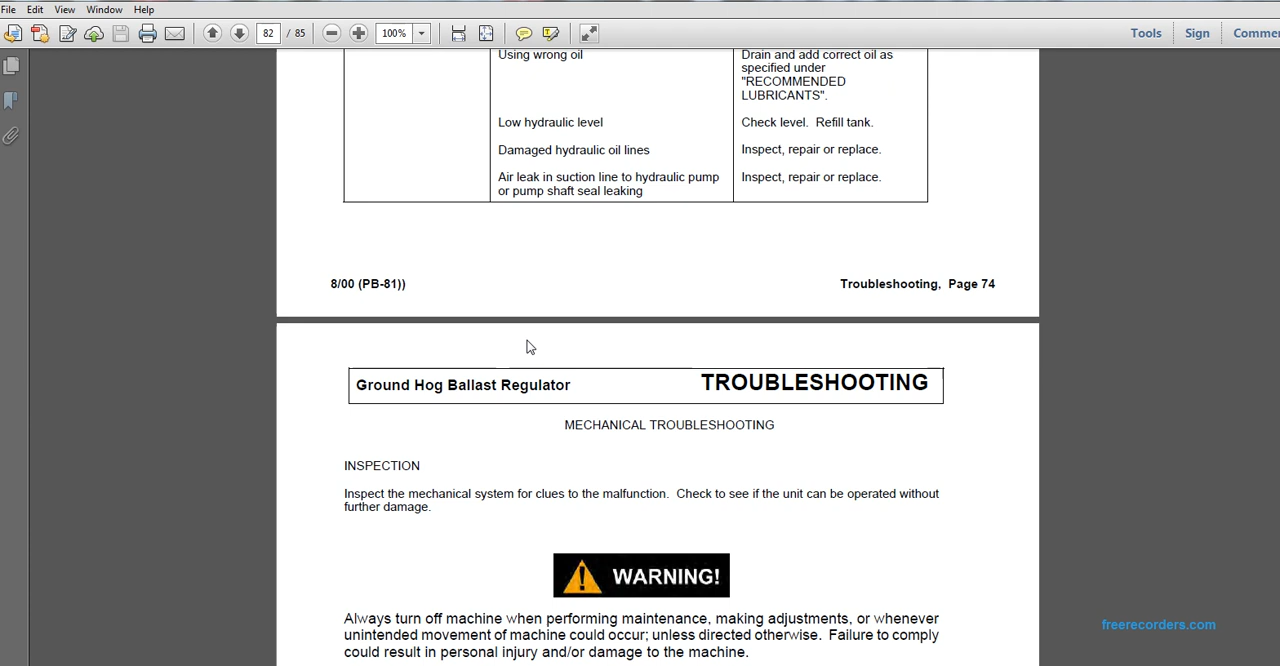 File Edit View Window Help
82 / 85 100% Tools Sign Commen
Using wrong oil Drain and add correct oil as
specified under
"RECOMMENDED
LUBRICANTS".
Low hydraulic level Check level. Refill tank.
Damaged hydraulic oil lines Inspect, repair or replace.
Air leak in suction line to hydraulic pump Inspect, repair or replace.
or pump shaft seal leaking
8/00 (PB-81)) Troubleshooting, Page 74
Ground Hog Ballast Regulator TROUBLESHOOTING
MECHANICAL TROUBLESHOOTING
INSPECTION
Inspect the mechanical system for clues to the malfunction. Check to see if the unit can be operated without
further damage.
WARNING!
Always turn off machine when performing maintenance, making adjustments, or whenever
unintended movement of machine could occur; unless directed otherwise. Failure to comply
could result in personal injury and/or damage to the machine.
freerecorders.com